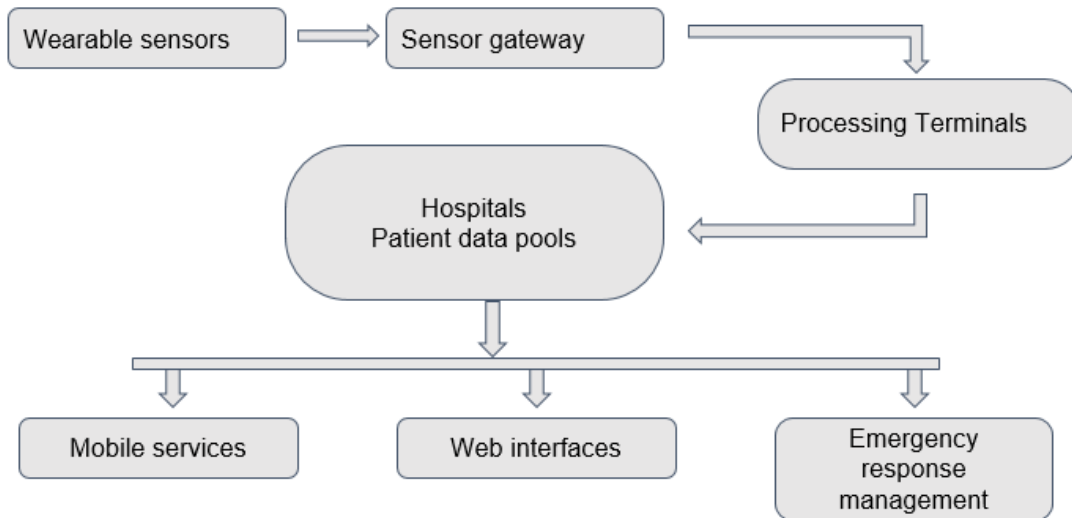 Wearable sensors
Sensor gateway
Processing Terminals
Hospitals
Patient data pools
Mobile services
Web interfaces
Emergency
response
management